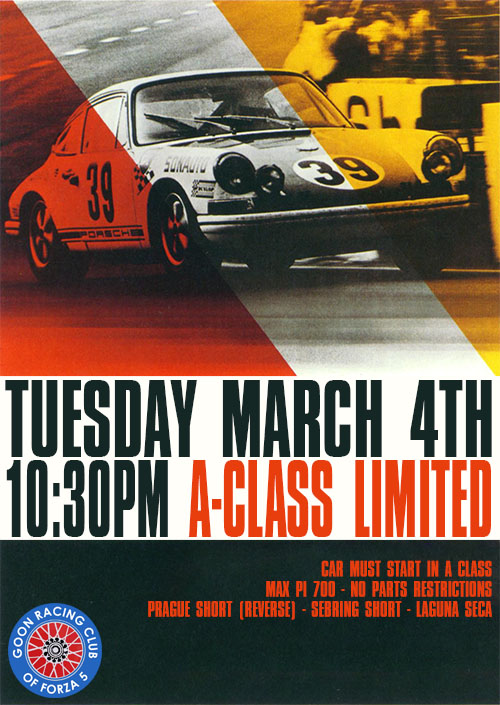 SONAUTO
39
39
PORSCHE
TUESDAY MARCH 4TH
10:30PM A-CLASS LIMITED
CAR MUST START IN A CLASS
MAX PI 700 - NO PARTS RESTRICTIONS
PRAGUE SHORT (REVERSE) - SEBRING SHORT - LAGUNA SECA
GOON RACING CLUB
OF FORZA 5